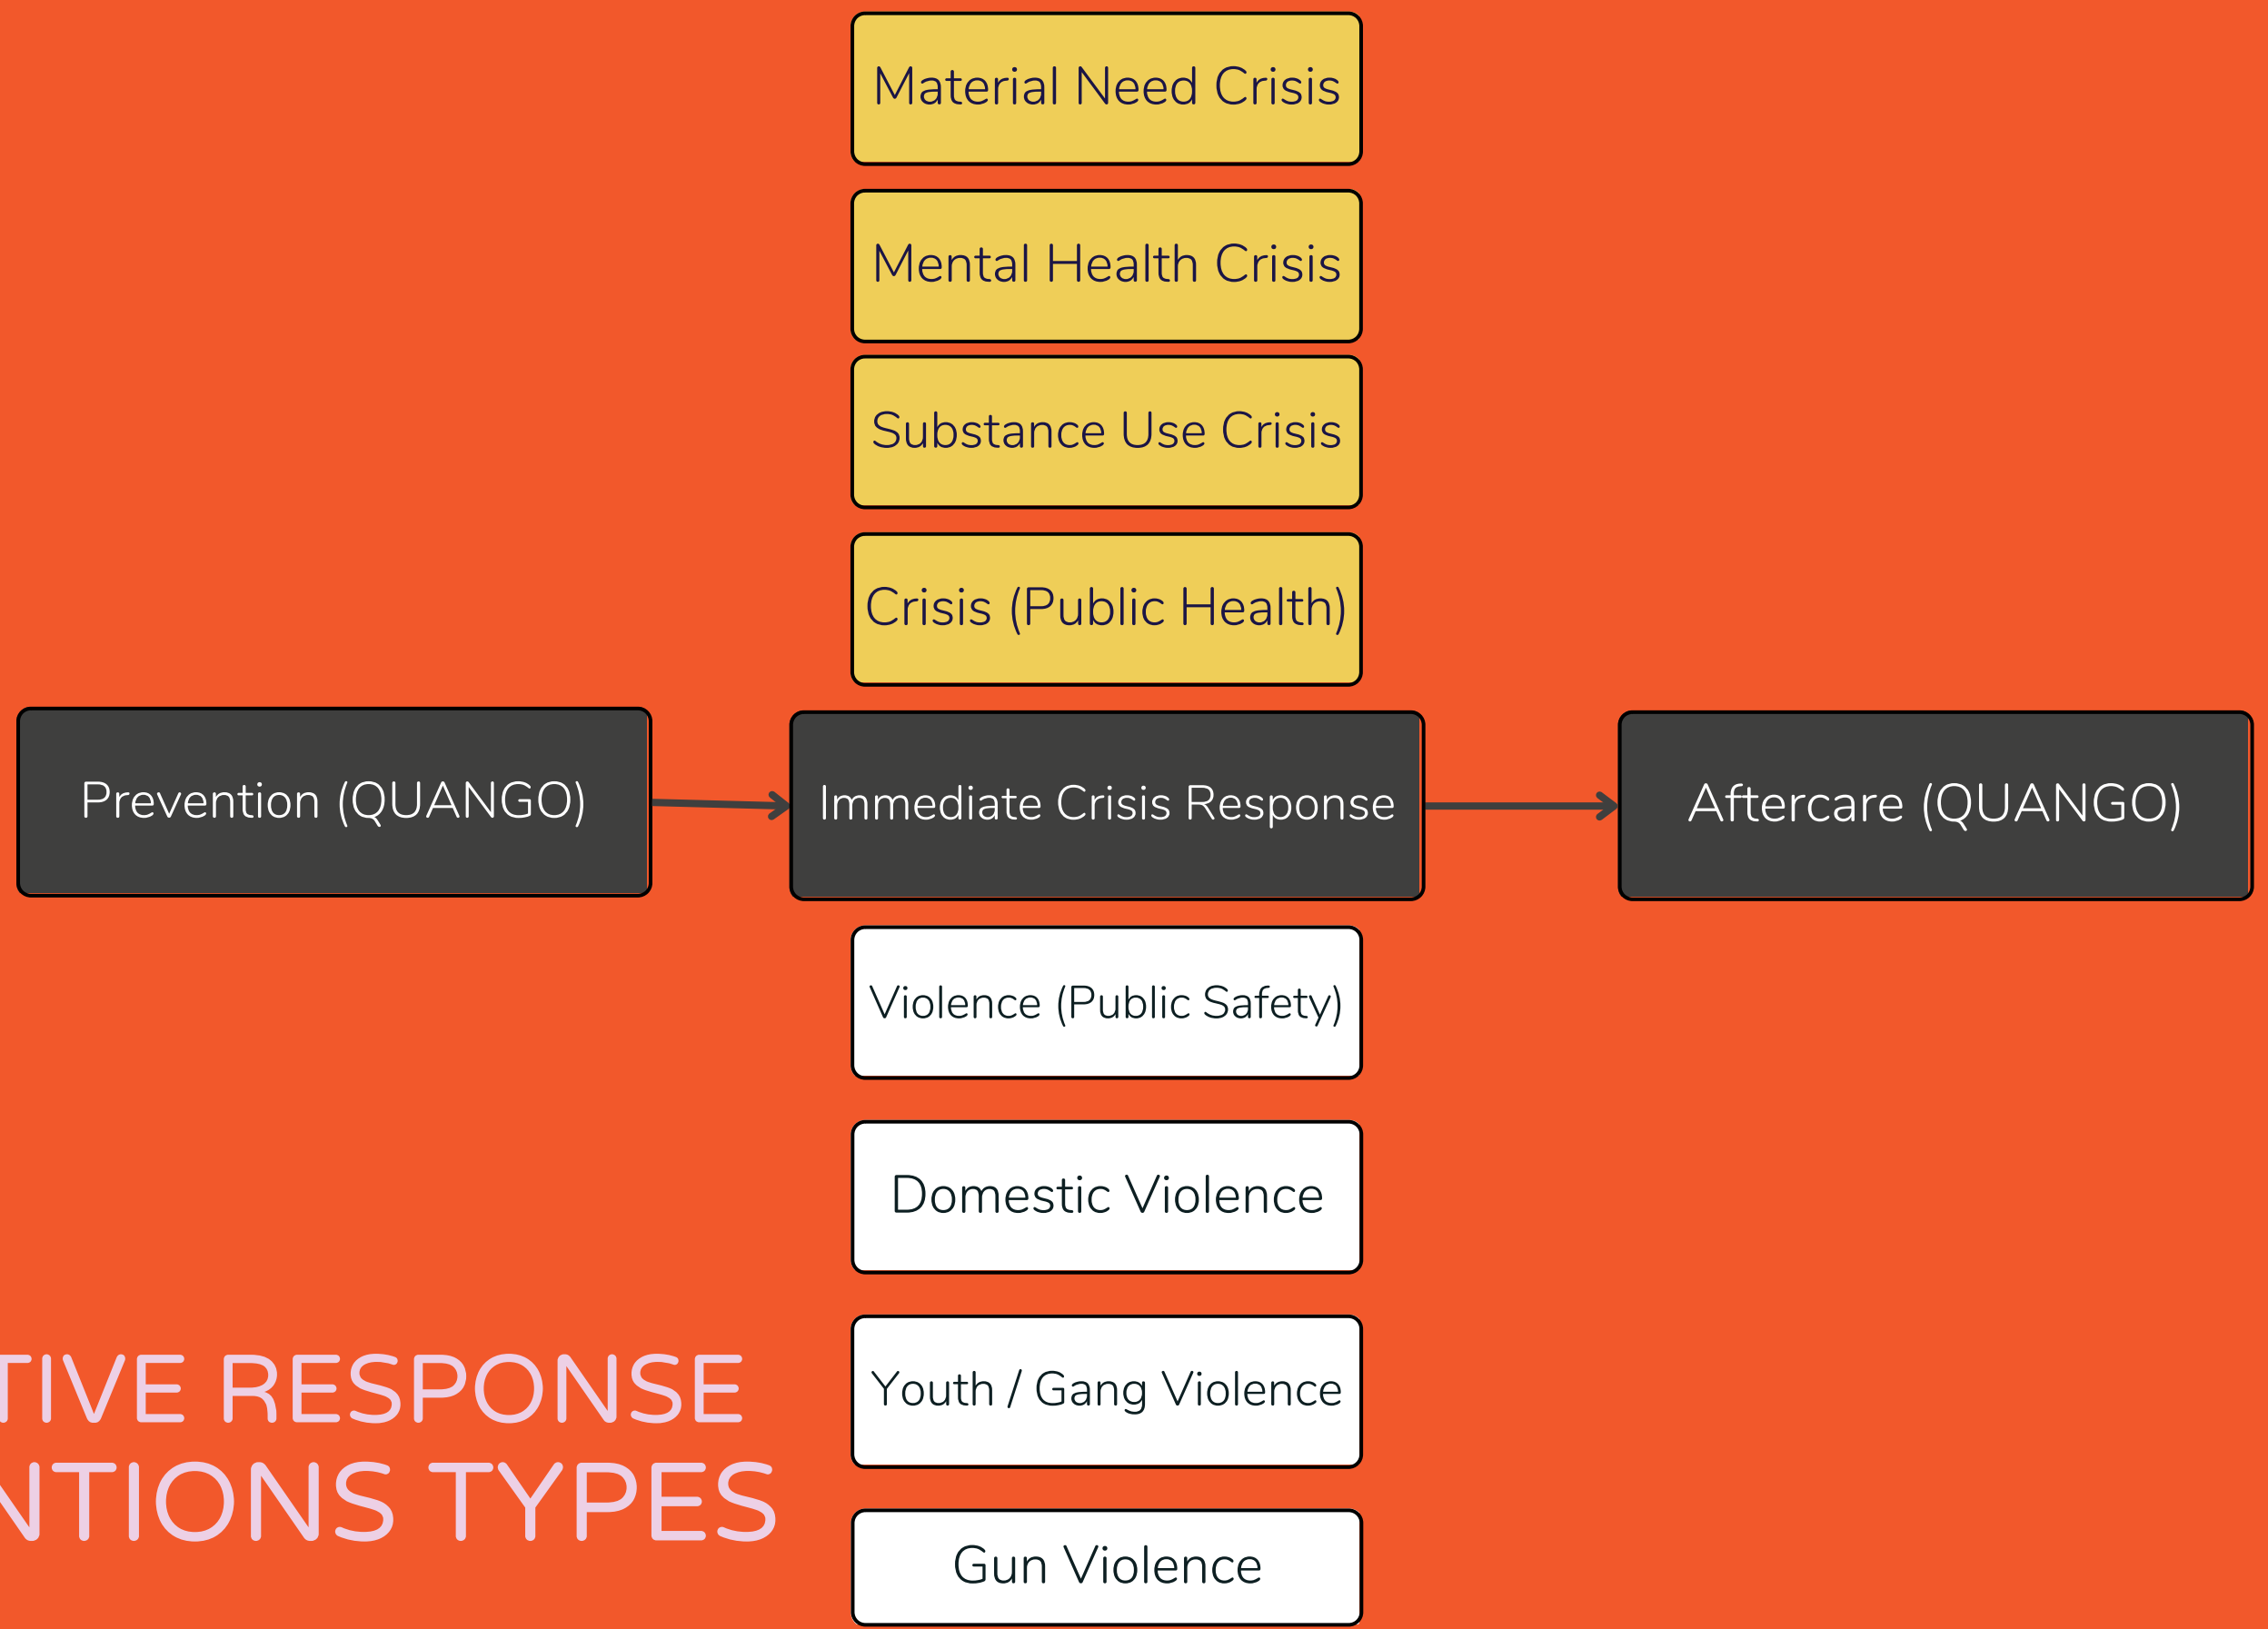 Material Need Crisis
Mental Health Crisis
Substance Use Crisis
Crisis (Public Health)
Prevention (QUANGO)
Immediate Crisis Response
Aftercare (QUANGO)
Violence (Public Safety)
Domestic Violence
Youth / Gang Violence
Gun Violence
TIVE RESPONSE
NTIONS TYPES